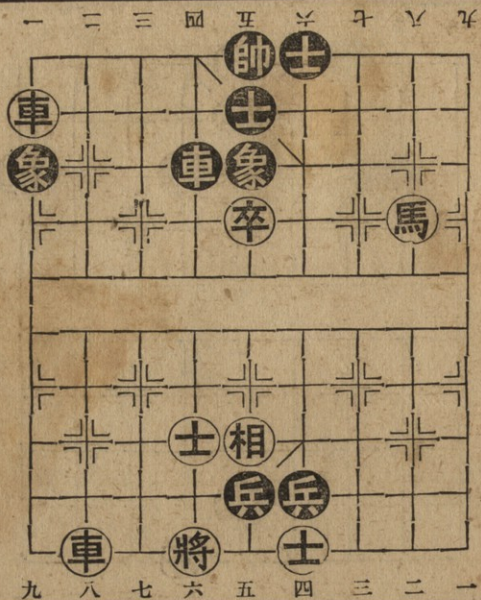 一 二 三 四 五 六 七 八 九
帥 士
車 士
象 車 象
卒 馬
士 相
兵 兵
車 將 士
九 八 七 六 五 四 三 二 一